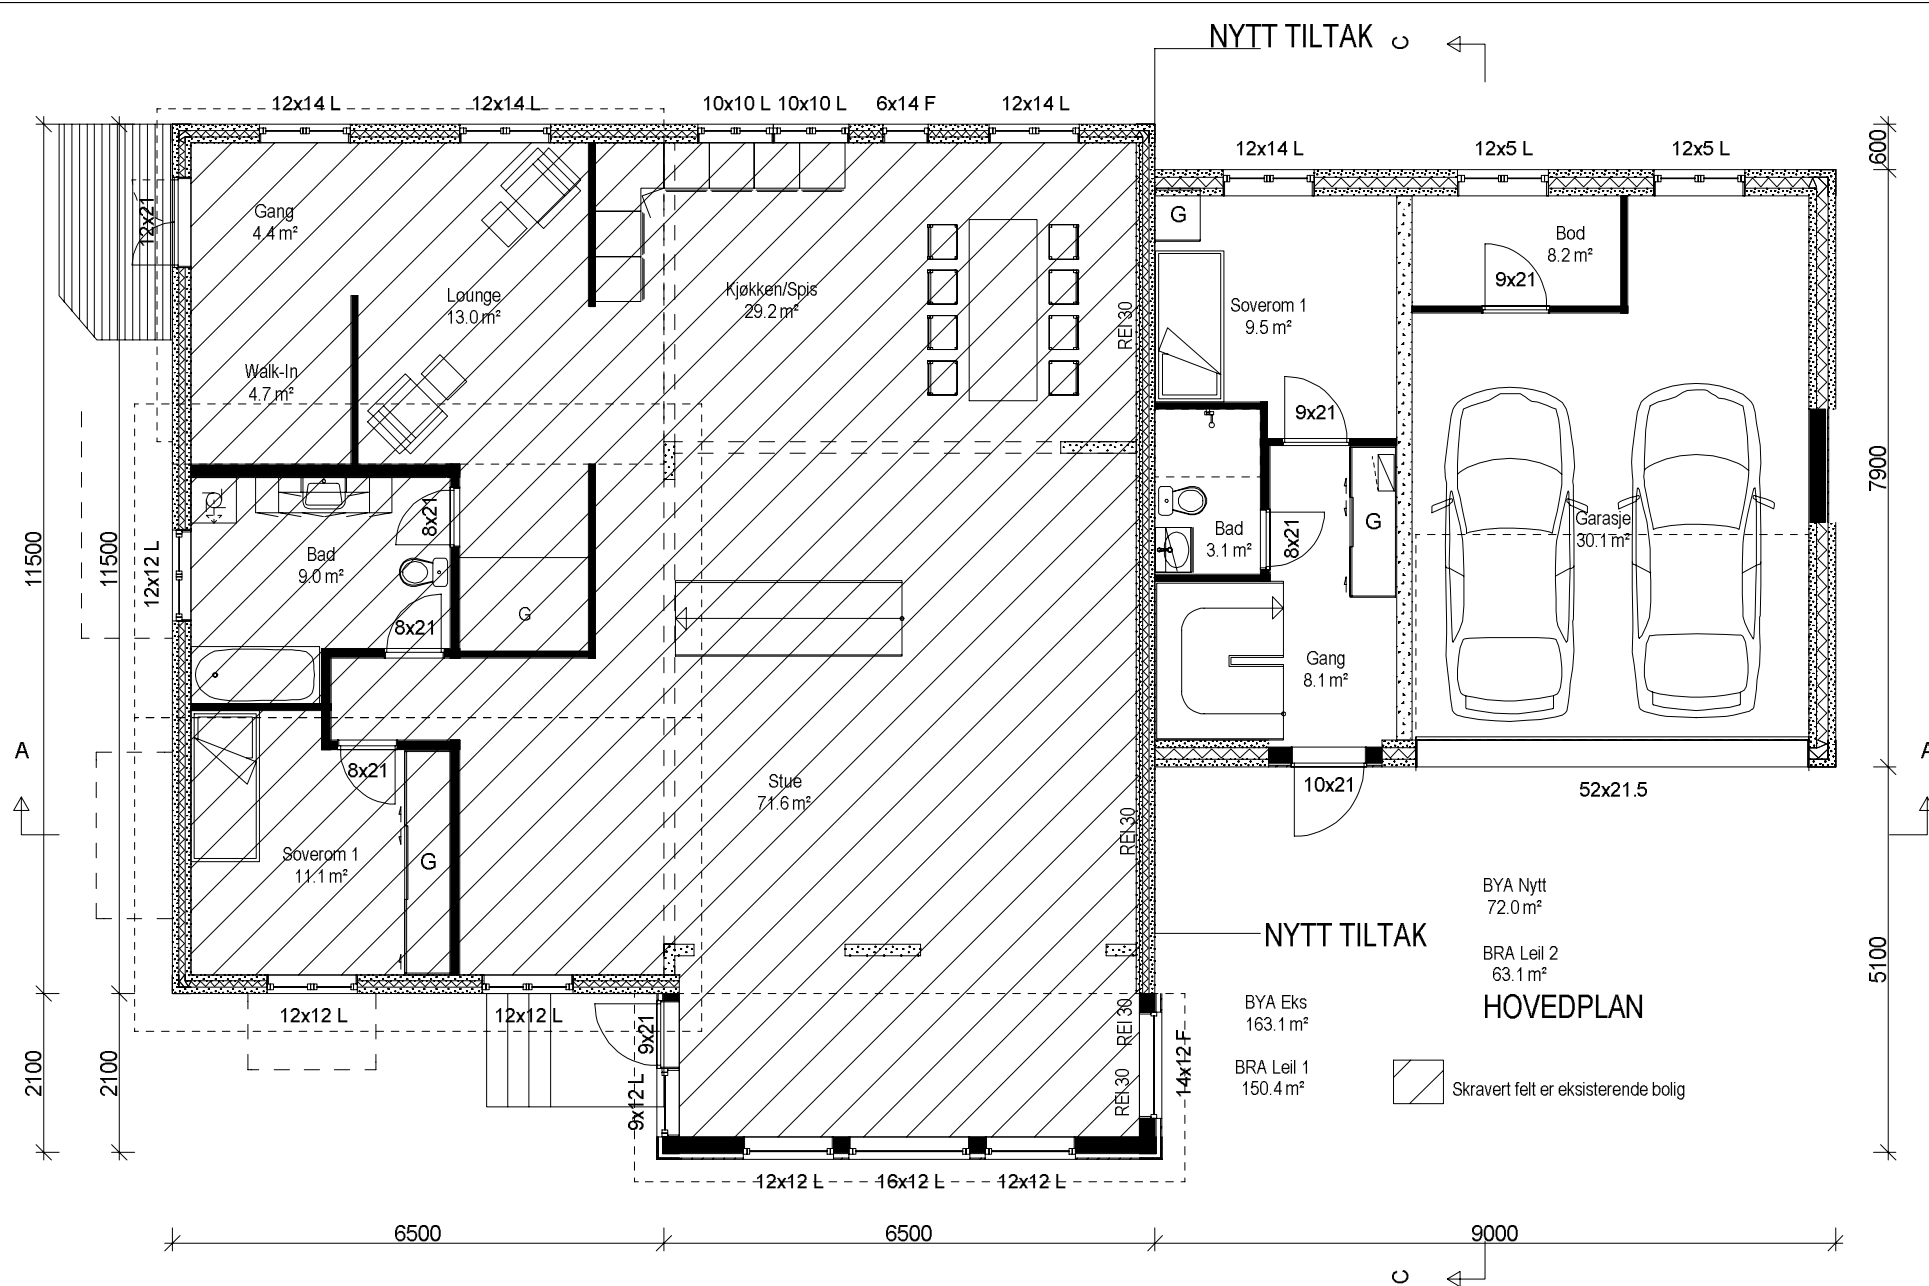 NYTT TILTAK
C
12x14 L
12x14 L
10x10 L
10x10 L
6x14 F
12x14 L
12x14 L
12x5 L
12x5 L
600
12x21
Gang
4.4 m²
Lounge
13.0 m²
Kjøkken/Spis
29.2 m²
REI 30
G
Soverom 1
9.5 m²
Bod
8.2 m²
9x21
Walk-In
4.7 m²
9x21
7900
11500
11500
12x12 L
Bad
9.0 m²
8x21
8x21
G
Bad
3.1 m²
8x21
G
Garasje
30.1 m²
Gang
8.1 m²
A
A
8x21
Stue
71.6 m²
REI 30
10x21
52x21.5
Soverom 1
11.1 m²
G
BYA Nytt
72.0 m²
NYTT TILTAK
BRA Leil 2
63.1 m²
5100
12x12 L
12x12 L
9x21
REI 30
BYA Eks
163.1 m²
HOVEDPLAN
2100
2100
9x12 L
REI 30
14x12 F
BRA Leil 1
150.4 m²
Skravert felt er eksisterende bolig
12x12 L
16x12 L
12x12 L
6500
6500
9000
C